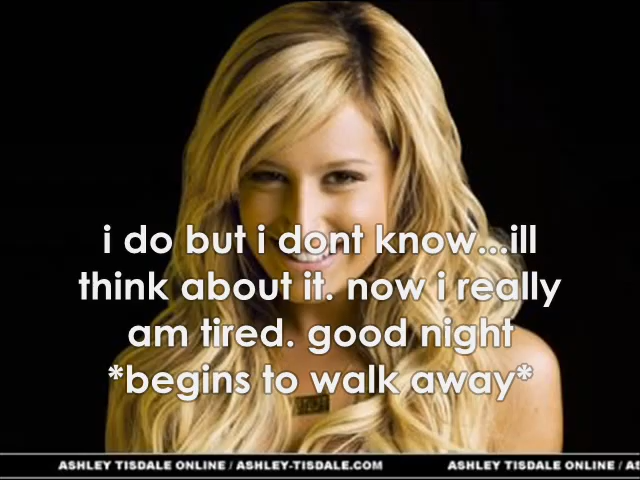 i do but i dont know...ill
think about it. now i really
am tired. good night
*begins to walk away*
ASHLEY TISDALE ONLINE / ASHLEY-TISDALE.COM ASHLEY TISDALE ONLINE / A